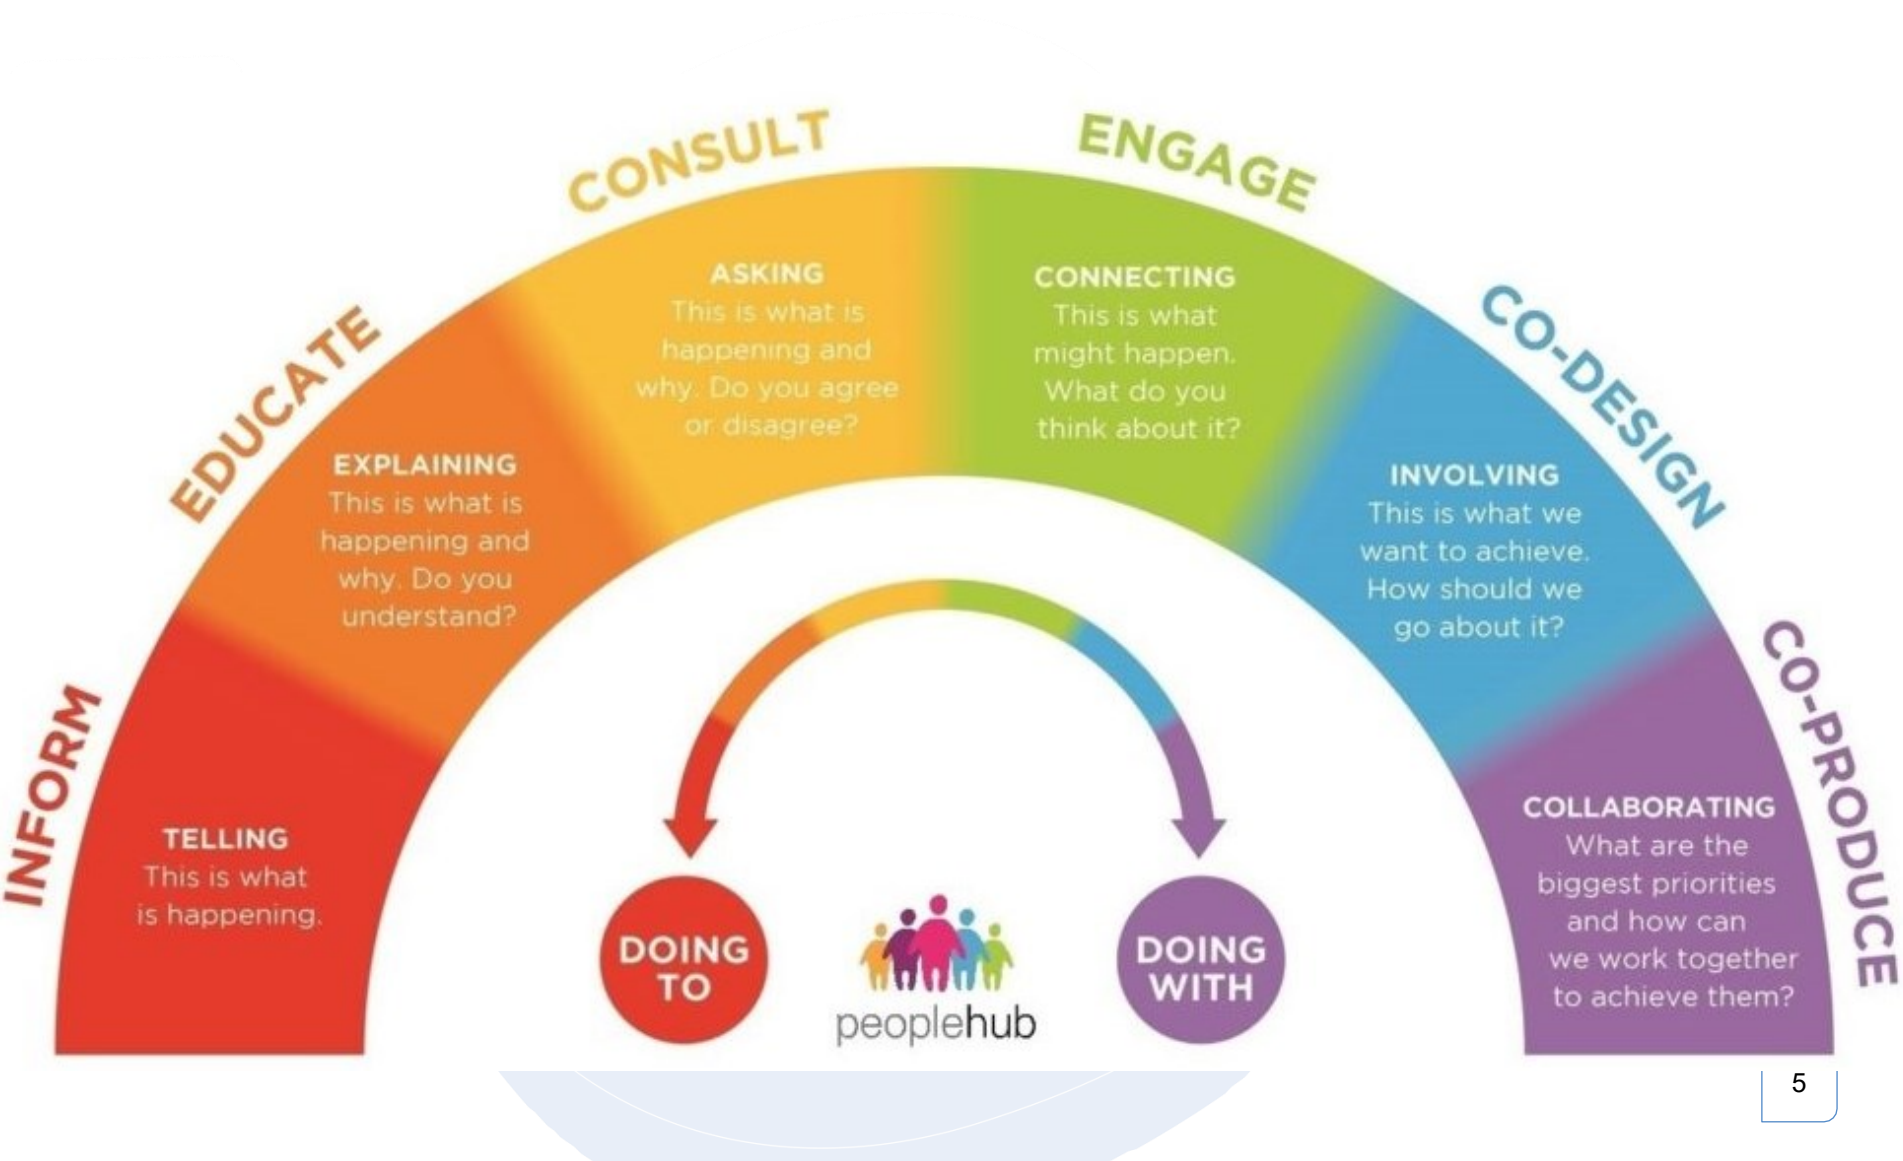 INFORM
TELLING
This is what
is happening.
EDUCATE
EXPLAINING
This is what is
happening and
why. Do you
understand?
CONSULT
ASKING
This is what is
happening and
why. Do you agree
or disagree?
ENGAGE
CONNECTING
This is what
might happen.
What do you
think about it?
CO-DESIGN
INVOLVING
This is what we
want to achieve.
How should we
go about it?
CO-PRODUCE
COLLABORATING
What are the
biggest priorities
and how can
we work together
to achieve them?
DOING
TO
peoplehub
DOING
WITH
5